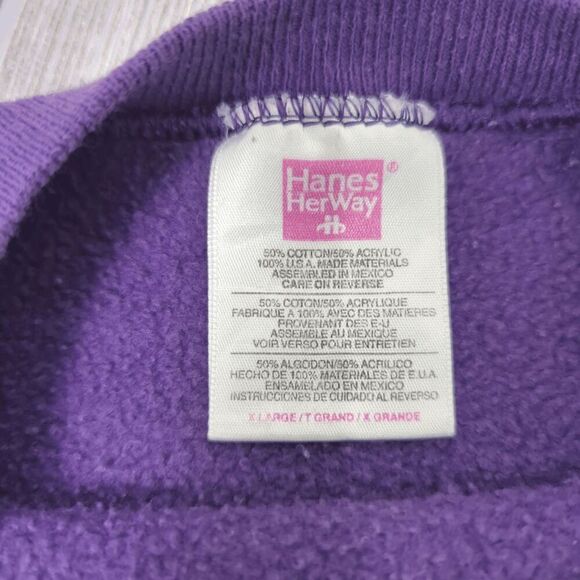 Hanes®
HerWay
50% COTTON/50% ACRYLIC
100% U.S.A. MADE MATERIALS
ASSEMBLED IN MEXICO
CARE ON REVERSE
50% COTON/50% ACRYLIQUE
FABRIQUE A 100% AVEC DES MATIERES
PROVENANT DES E-U
ASSEMBLE AU MEXIQUE
VOIR VERSO POUR ENTRETIEN
50% ALGODON/50% ACRILICO
HECHO DE 100% MATERIALES DE E.U.A.
ENSAMBLADO EN MEXICO
INSTRUCCIONES DE CUIDADO AL REVERSO
X LARGE / T GRAND / X GRANDE